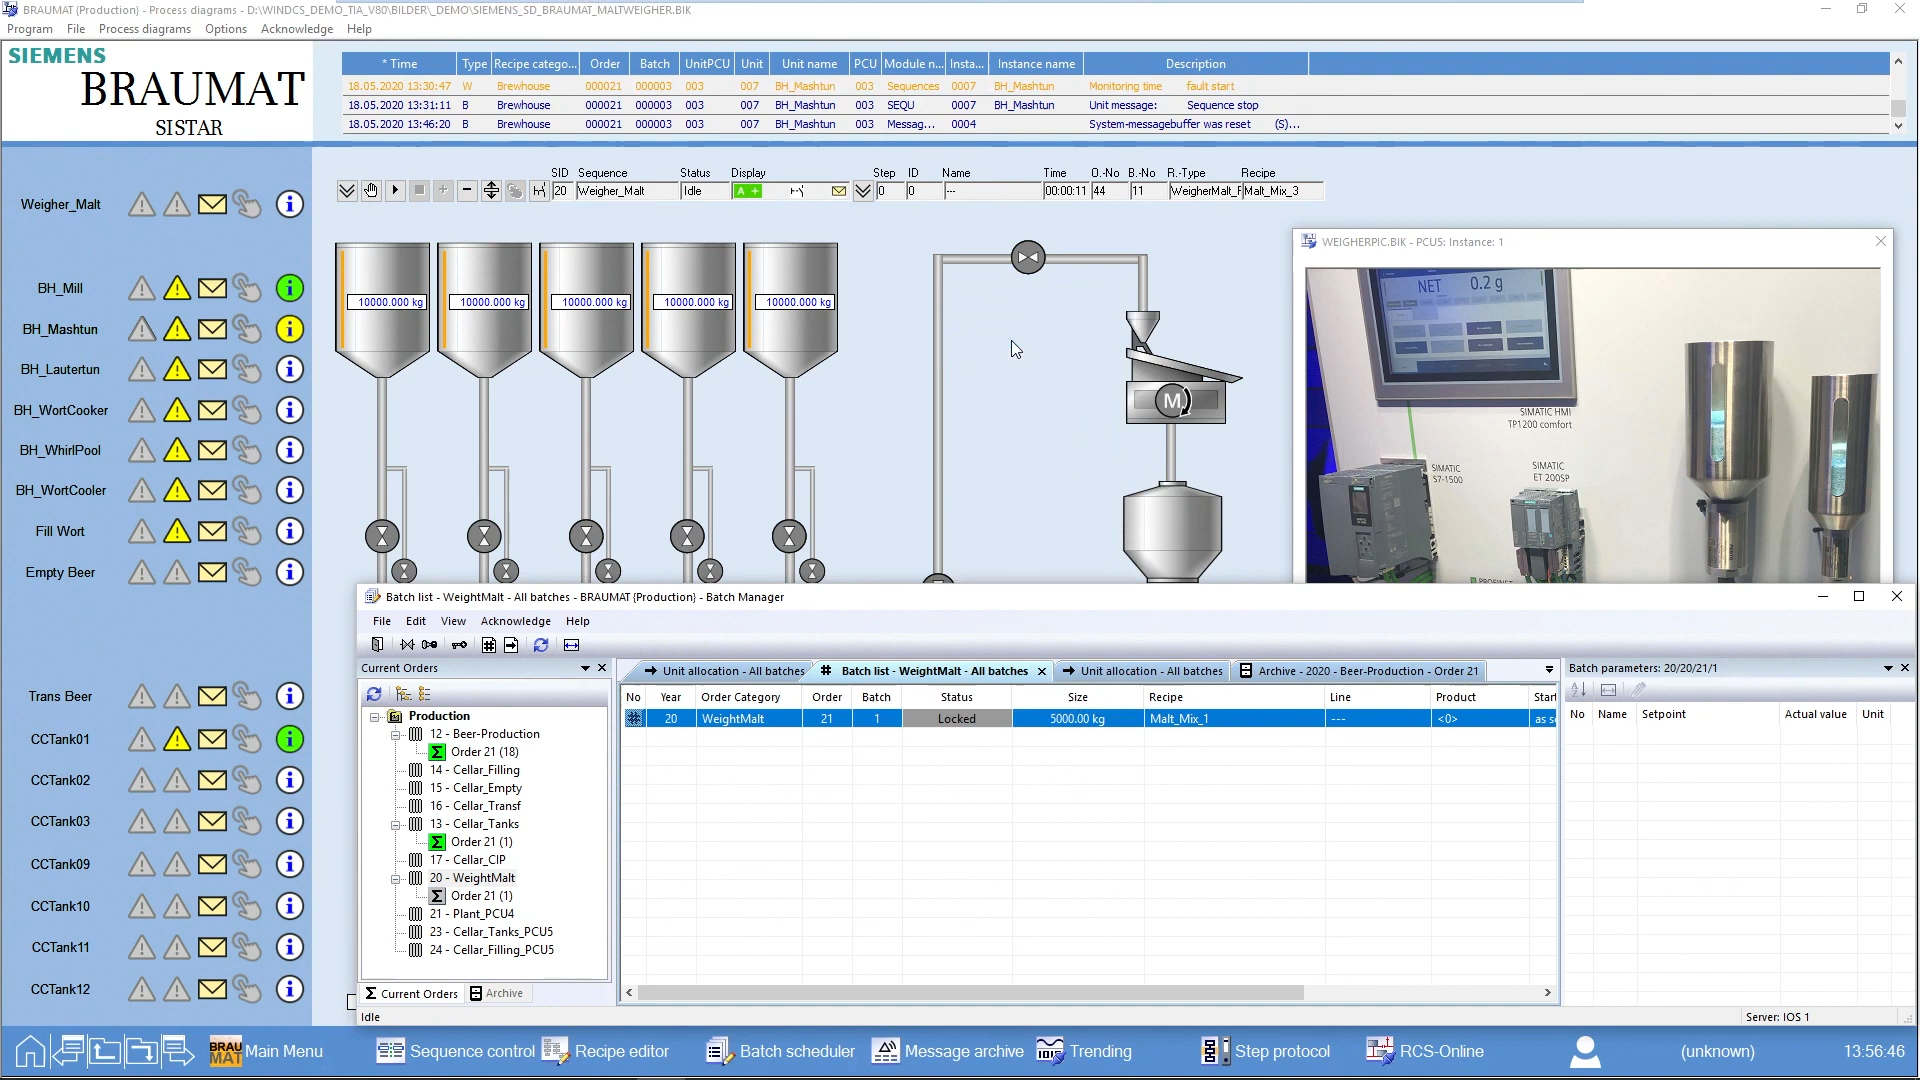 BRAUMAT {Production} - Process diagrams - D:\WINDCS_DEMO_TIA_V80\BILDER\_DEMO\SIEMENS_SD_BRAUMAT_MALTWEIGHER.BIK
Program File Process diagrams Options Acknowledge Help
SIEMENS
BRAUMAT
SISTAR
* Time Type Recipe catego... Order Batch UnitPCU Unit Unit name PCU Module n... Insta... Instance name Description
18.05.2020 13:30:47 W Brewhouse 000021 000003 003 007 BH_Mashtun 003 Sequences 0007 BH_Mashtun Monitoring time fault start
18.05.2020 13:31:11 B Brewhouse 000021 000003 003 007 BH_Mashtun 003 SEQU 0007 BH_Mashtun Unit message: Sequence stop
18.05.2020 13:46:20 B Brewhouse 000021 000003 003 007 BH_Mashtun 003 Messag... 0004 System-messagebuffer was reset (S)...
SID Sequence Status Display Step ID Name Time O.-No B.-No R.-Type Recipe
20 Weigher_Malt Idle A + 0 0 --- 00:00:11 44 11 WeigherMalt_F Malt_Mix_3
Weigher_Malt
BH_Mill
BH_Mashtun
BH_Lautertun
BH_WortCooker
BH_WhirlPool
BH_WortCooler
Fill Wort
Empty Beer
Trans Beer
CCTank01
CCTank02
CCTank03
CCTank09
CCTank10
CCTank11
CCTank12
10000.000 kg 10000.000 kg 10000.000 kg 10000.000 kg 10000.000 kg
M
WEIGHERPIC.BIK - PCU5: Instance: 1
NET 0.2 g
SIMATIC HMI
TP1200 comfort
SIMATIC
S7-1500
SIMATIC
ET 200SP
PROFINET
Batch list - WeightMalt - All batches - BRAUMAT {Production} - Batch Manager
File Edit View Acknowledge Help
Current Orders
Production
12 - Beer-Production
Order 21 (18)
14 - Cellar_Filling
15 - Cellar_Empty
16 - Cellar_Transf
13 - Cellar_Tanks
Order 21 (1)
17 - Cellar_CIP
20 - WeightMalt
Order 21 (1)
21 - Plant_PCU4
23 - Cellar_Tanks_PCU5
24 - Cellar_Filling_PCU5
Current Orders Archive
Unit allocation - All batches # Batch list - WeightMalt - All batches Unit allocation - All batches Archive - 2020 - Beer-Production - Order 21
No Year Order Category Order Batch Status Size Recipe Line Product Start
# 20 WeightMalt 21 1 Locked 5000.00 kg Malt_Mix_1 --- <0> as s
Batch parameters: 20/20/21/1
No Name Setpoint Actual value Unit
Idle
Server: IOS 1
BRAU
MAT
Main Menu Sequence control Recipe editor Batch scheduler Message archive Trending Step protocol RCS-Online (unknown) 13:56:46